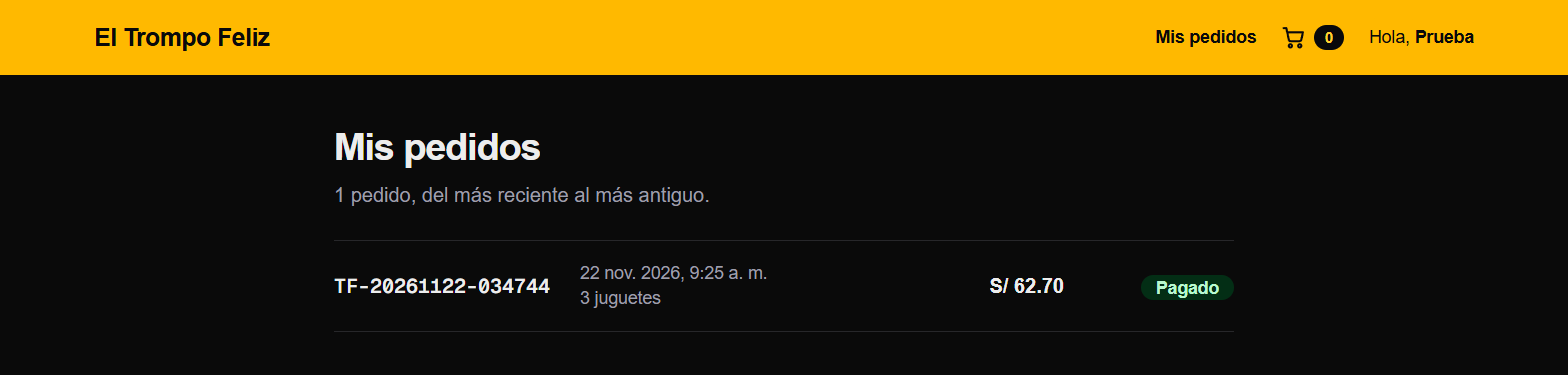 El Trompo Feliz
Mis pedidos
0
Hola, Prueba
Mis pedidos
1 pedido, del más reciente al más antiguo.
TF-20261122-034744
22 nov. 2026, 9:25 a. m.
3 juguetes
S/ 62.70
Pagado